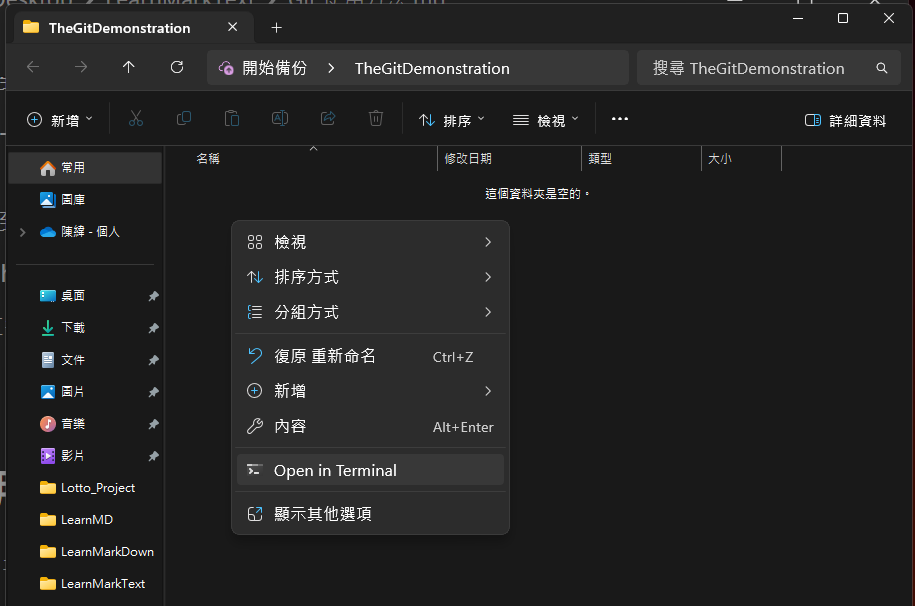 TheGitDemonstration
開始備份 > TheGitDemonstration
搜尋 TheGitDemonstration
新增
排序
檢視
詳細資料
名稱
修改日期
類型
大小
這個資料夾是空的。
常用
圖庫
陳緯 - 個人
桌面
下載
文件
圖片
音樂
影片
Lotto_Project
LearnMD
LearnMarkDown
LearnMarkText
檢視
排序方式
分組方式
復原 重新命名 Ctrl+Z
新增
內容 Alt+Enter
Open in Terminal
顯示其他選項